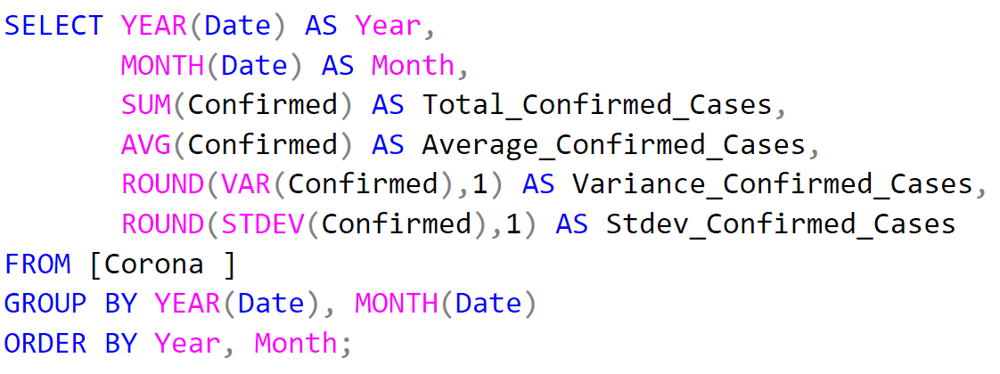 SELECT YEAR(Date) AS Year,
MONTH(Date) AS Month,
SUM(Confirmed) AS Total_Confirmed_Cases,
AVG(Confirmed) AS Average_Confirmed_Cases,
ROUND(VAR(Confirmed),1) AS Variance_Confirmed_Cases,
ROUND(STDEV(Confirmed),1) AS Stdev_Confirmed_Cases
FROM [Corona ]
GROUP BY YEAR(Date), MONTH(Date)
ORDER BY Year, Month;